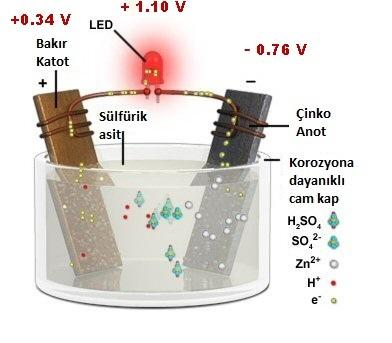 + 1.10 V
+0.34 V
LED
- 0.76 V
Bakır
Katot
+
−
Sülfürik
asit
Çinko
Anot
Korozyona
dayanıklı
cam kap
H₂SO₄
SO₄²⁻
Zn²⁺
H⁺
e⁻